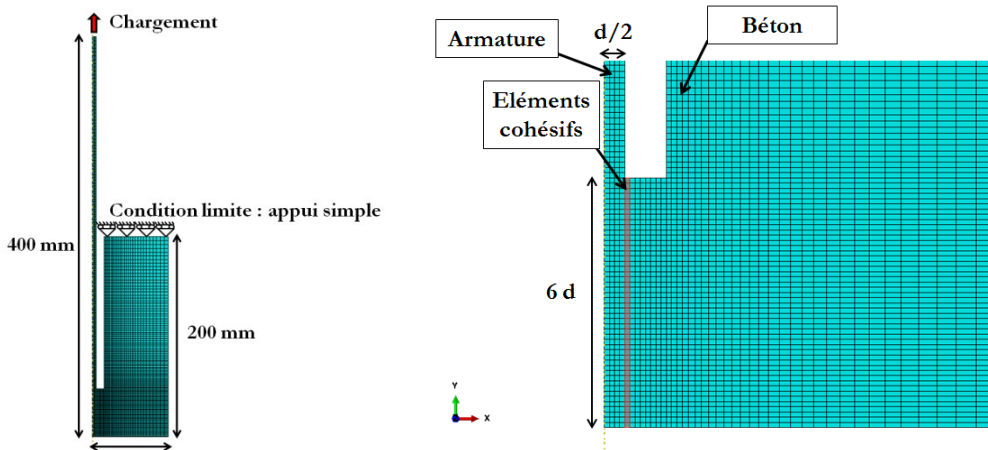 Chargement
Condition limite : appui simple
400 mm
200 mm
d/2
Armature
Béton
Eléments
cohésifs
6 d
Y
X